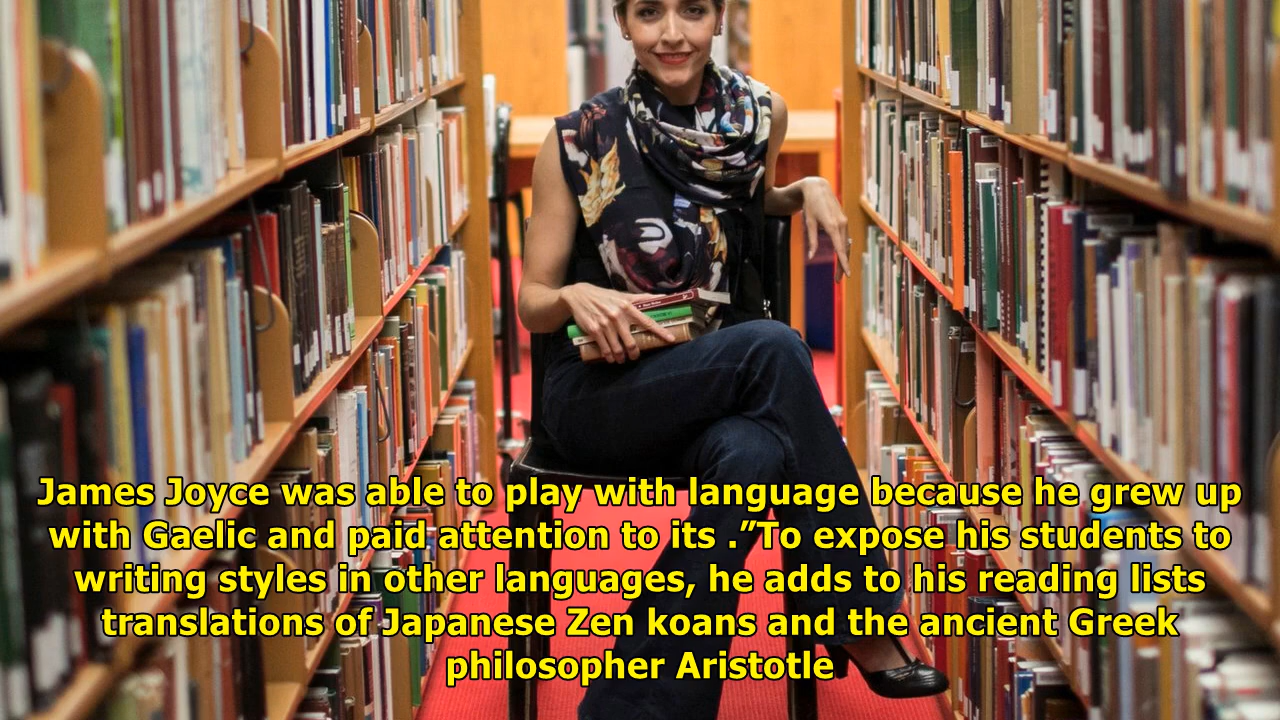 James Joyce was able to play with language because he grew up
with Gaelic and paid attention to its .”To expose his students to
writing styles in other languages, he adds to his reading lists
translations of Japanese Zen koans and the ancient Greek
philosopher Aristotle